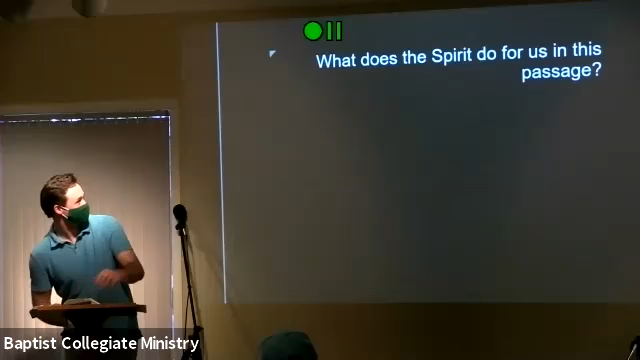 What does the Spirit do for us in this
passage?
Baptist Collegiate Ministry